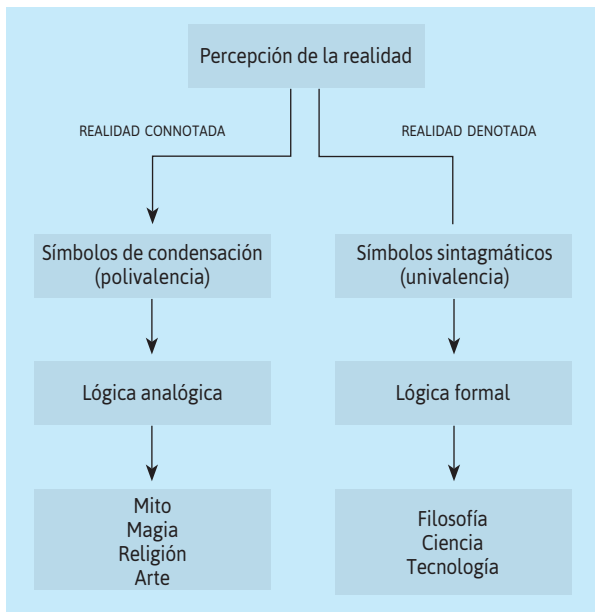 Percepción de la realidad
REALIDAD CONNOTADA
REALIDAD DENOTADA
Símbolos de condensación
(polivalencia)
Símbolos sintagmáticos
(univalencia)
Lógica analógica
Lógica formal
Mito
Magia
Religión
Arte
Filosofía
Ciencia
Tecnología